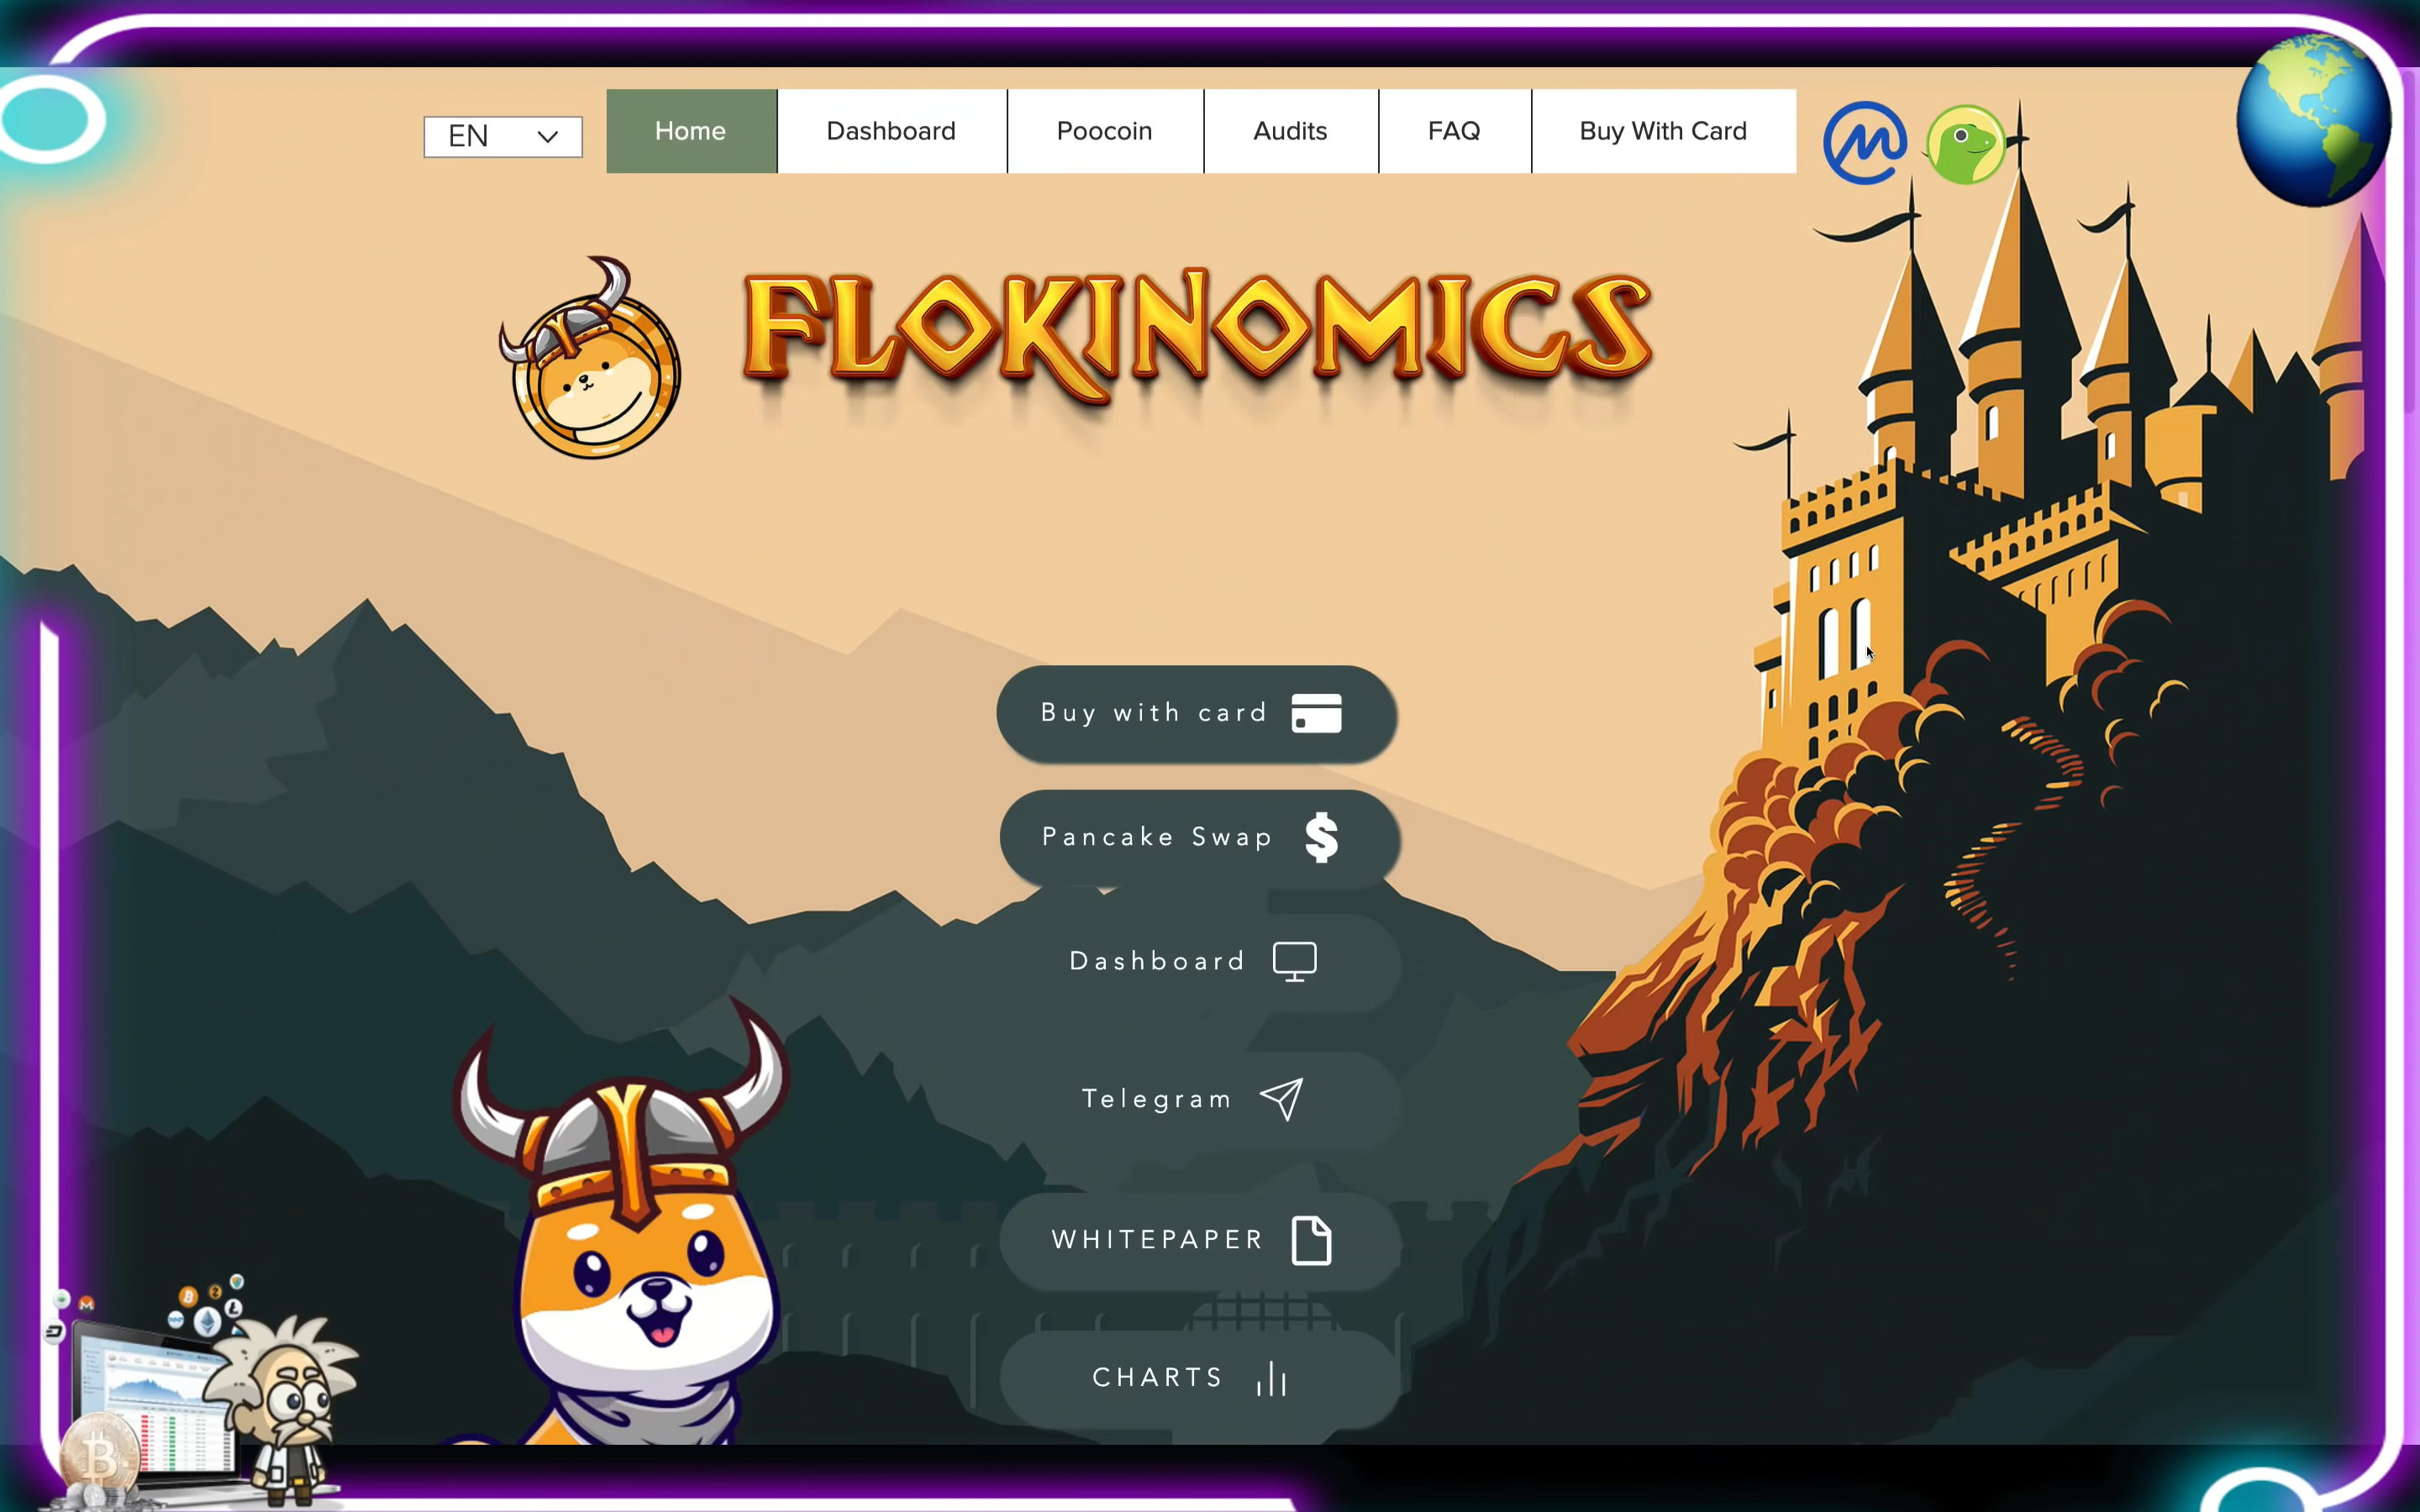 EN
Home
Dashboard
Poocoin
Audits
FAQ
Buy With Card
FLOKINOMICS
Buy with card
Pancake Swap
Dashboard
Telegram
WHITEPAPER
CHARTS